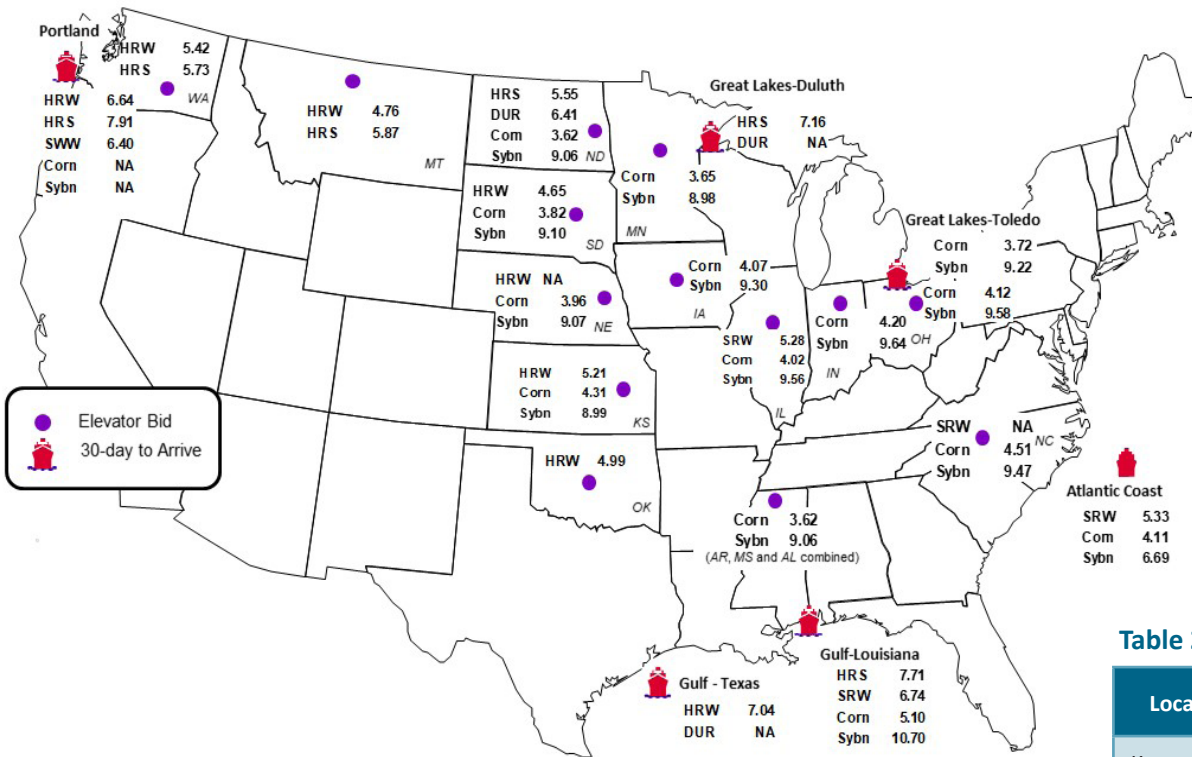 Portland
HRW 5.42
HRS 5.73
WA
HRW 6.64
HRS 7.91
SWW 6.40
Corn NA
Sybn NA
HRW 4.76
HRS 5.87
MT
HRS 5.55
DUR 6.41
Corn 3.62
Sybn 9.06 ND
HRW 4.65
Corn 3.82
Sybn 9.10
SD
HRW NA
Corn 3.96
Sybn 9.07 NE
HRW 5.21
Corn 4.31
Sybn 8.99
KS
HRW 4.99
OK
Great Lakes-Duluth
HRS 7.16
DUR NA
Corn 3.65
Sybn 8.98
MN
Corn 4.07
Sybn 9.30
IA
SRW 5.28
Corn 4.02
Sybn 9.56
IL
Great Lakes-Toledo
Corn 3.72
Sybn 9.22
Corn 4.12
Sybn 9.58
OH
Corn 4.20
Sybn 9.64
IN
SRW NA
Corn 4.51
Sybn 9.47
NC
Atlantic Coast
SRW 5.33
Corn 4.11
Sybn 6.69
Corn 3.62
Sybn 9.06
(AR, MS and AL combined)
Gulf - Texas
HRW 7.04
DUR NA
Gulf-Louisiana
HRS 7.71
SRW 6.74
Corn 5.10
Sybn 10.70
Elevator Bid
30-day to Arrive
Table
Loca